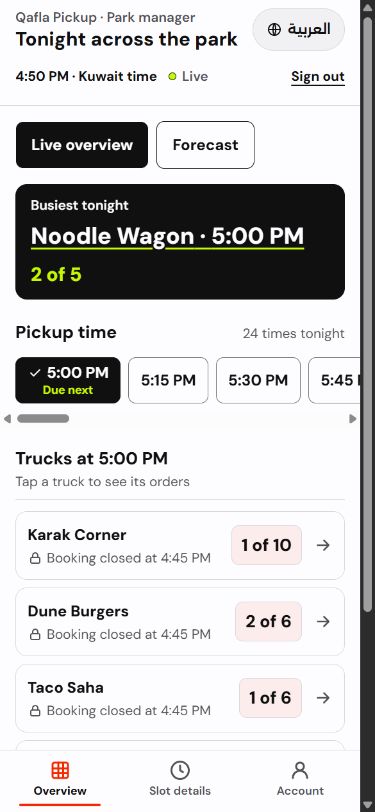 Qafla Pickup · Park manager
Tonight across the park
العربية
4:50 PM · Kuwait time
Live
Sign out
Live overview
Forecast
Busiest tonight
Noodle Wagon · 5:00 PM
2 of 5
Pickup time
24 times tonight
5:00 PM
Due next
5:15 PM
5:30 PM
5:45
Trucks at 5:00 PM
Tap a truck to see its orders
Karak Corner
Booking closed at 4:45 PM
1 of 10
Dune Burgers
Booking closed at 4:45 PM
2 of 6
Taco Saha
Booking closed at 4:45 PM
1 of 6
Overview
Slot details
Account